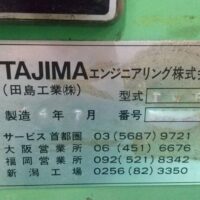 TAJIMAエンジニアリング株式
(田島工業(株)) 型式
製造 年 月 番号
サービス 首都圏 03(5687)9721
大阪営業所 06(451)6676
福岡営業所 092(521)8342
新潟工場 0256(82)3350